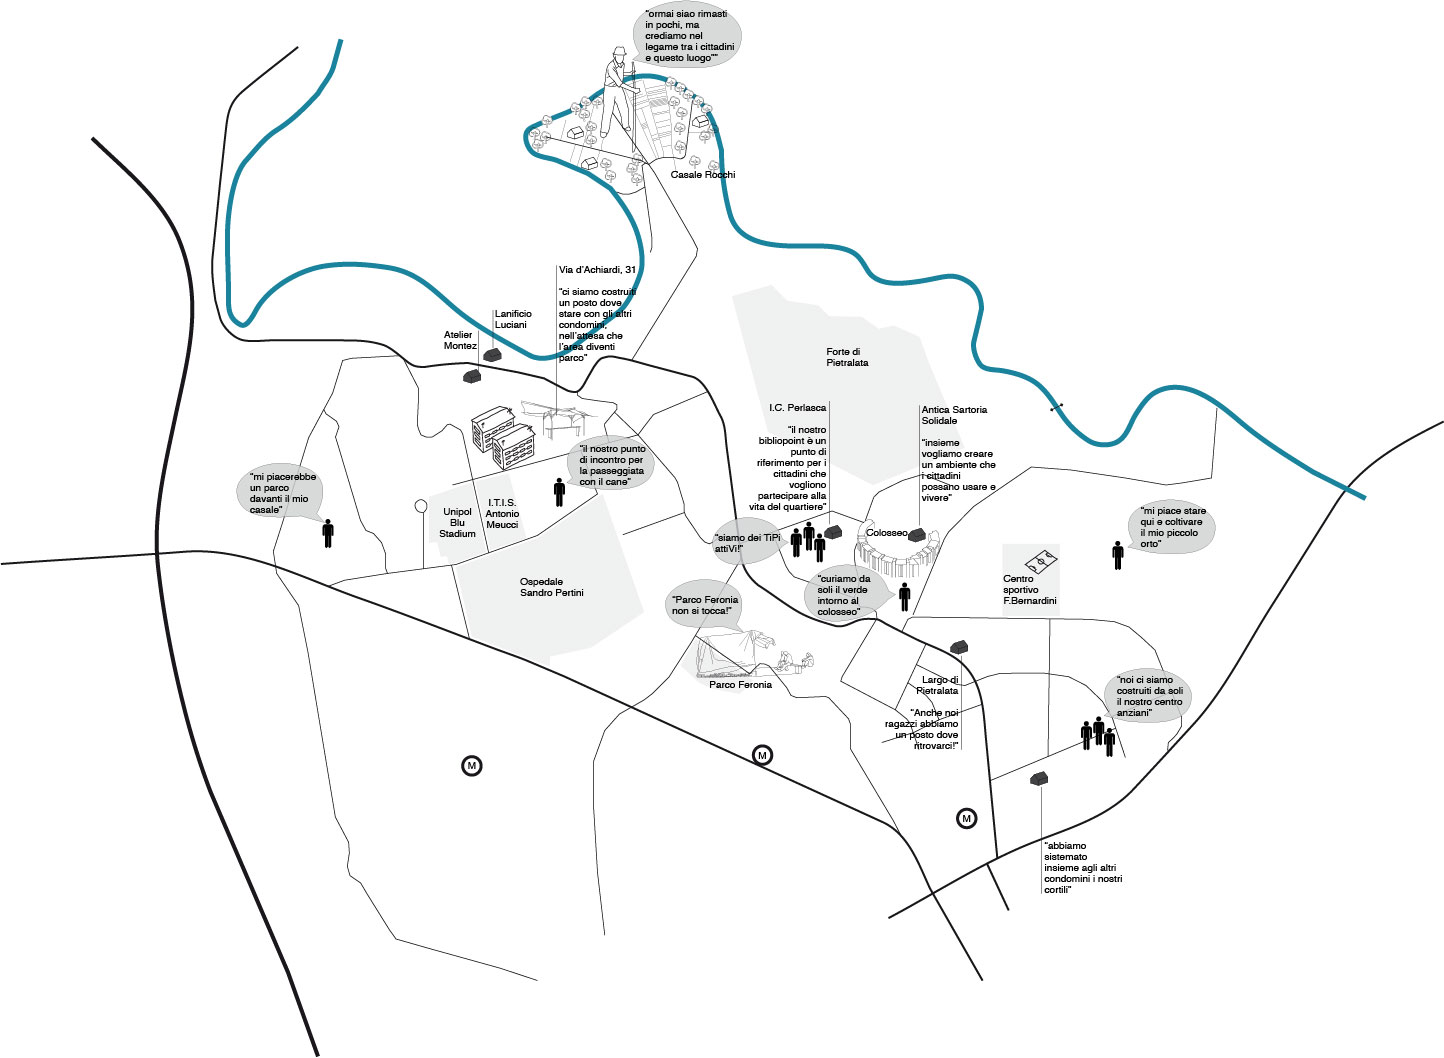 “ormai siao rimasti
in pochi, ma
crediamo nel
legame tra i cittadini
e questo luogo””
Casale Rocchi
Via d’Achiardi, 31
“ci siamo costruiti
un posto dove
stare con gli altri
condomini,
nell’attesa che
l’area diventi
parco”
Lanificio
Luciani
Atelier
Montez
Forte di
Pietralata
I.C. Perlasca
“il nostro
bibliopoint è un
punto di
riferimento per i
cittadini che
vogliono
partecipare alla
vita del quartiere”
Antica Sartoria
Solidale
“insieme
vogliamo creare
un ambiente che
i cittadini
possano usare e
vivere”
“il nostro punto
di incontro per
la passeggiata
con il cane”
“mi piacerebbe
un parco
davanti il mio
casale”
I.T.I.S.
Antonio
Meucci
Unipol
Blu
Stadium
“siamo dei TiPi
attiVi!”
Colosseo
“mi piace stare
qui e coltivare
il mio piccolo
orto”
Ospedale
Sandro Pertini
“curiamo da
soli il verde
intorno al
colosseo”
Centro
sportivo
F.Bernardini
“Parco Feronia
non si tocca!”
Parco Feronia
Largo di
Pietralata
“Anche noi
ragazzi abbiamo
un posto dove
ritrovarci!”
“noi ci siamo
costruiti da soli
il nostro centro
anziani”
M
M
M
“abbiamo
sistemato
insieme agli altri
condomini i nostri
cortili”